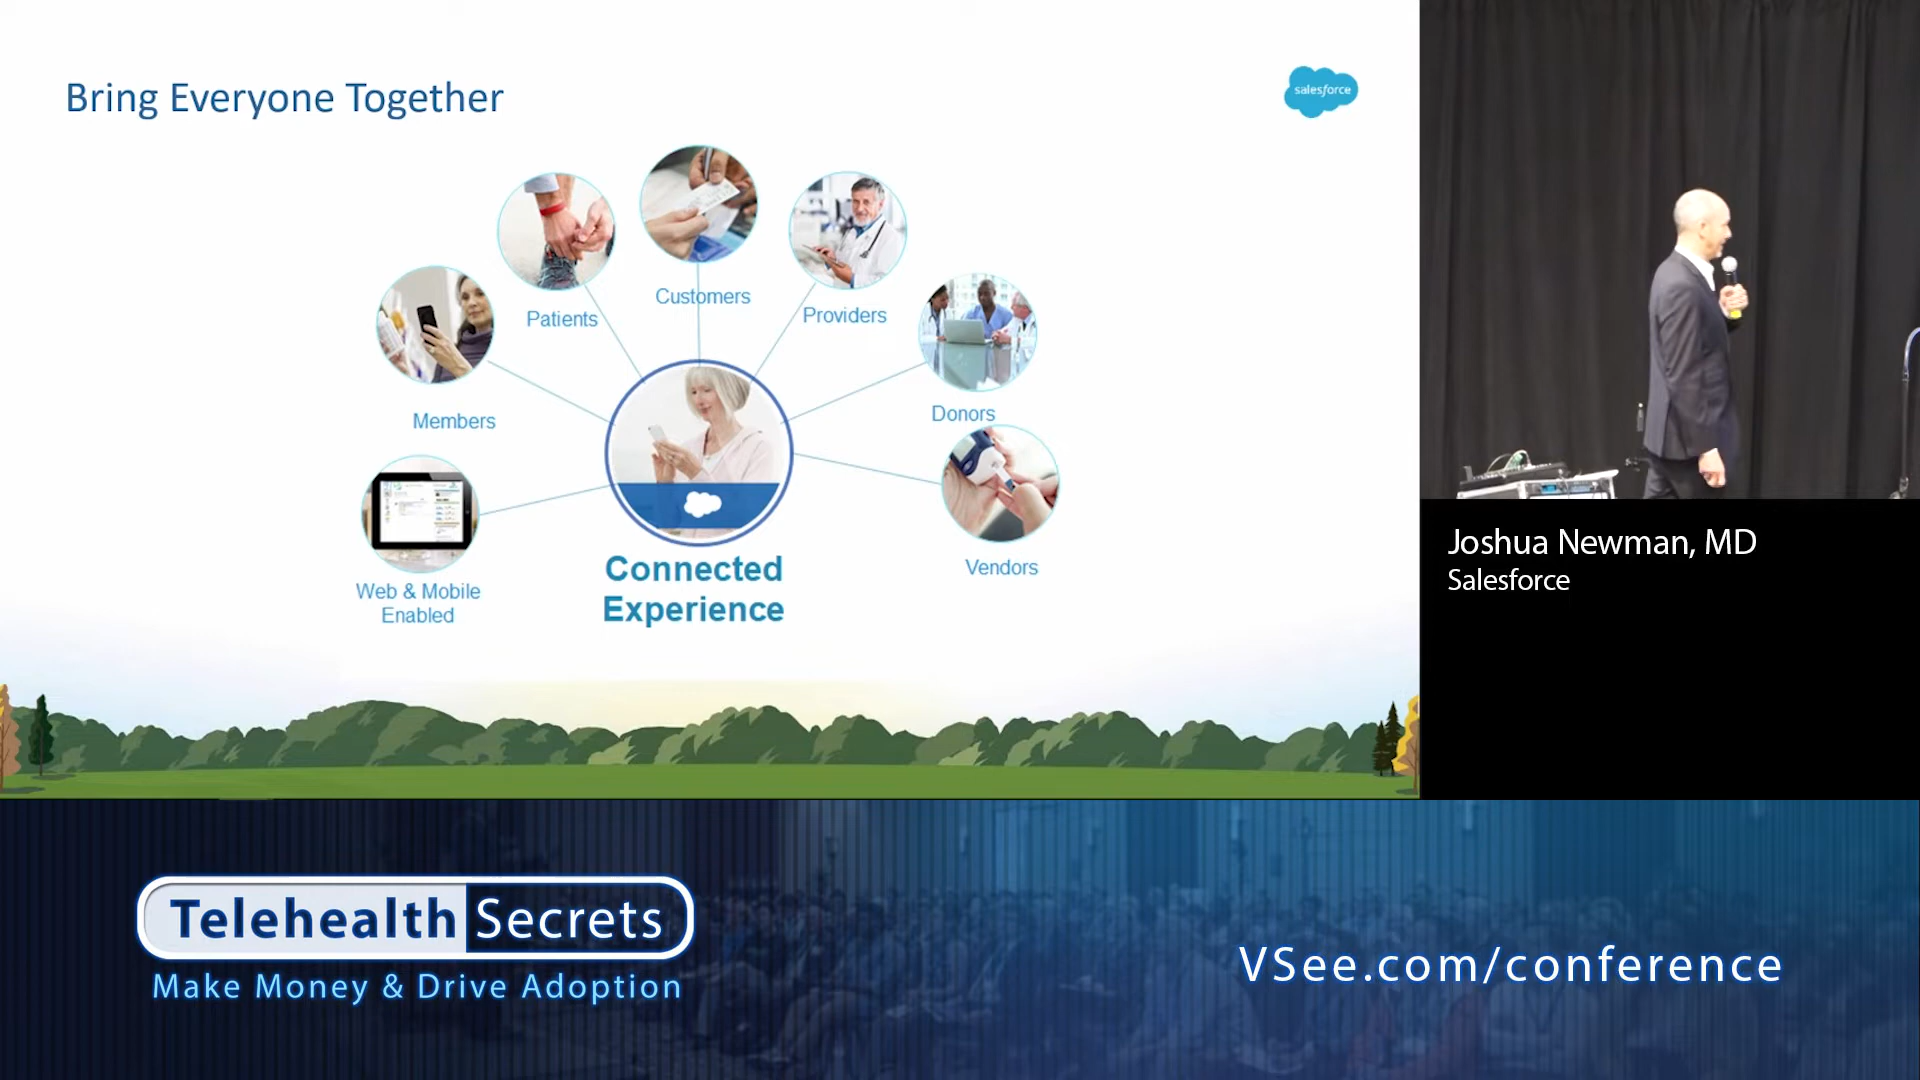 Bring Everyone Together
salesforce
Customers
Providers
Patients
Donors
Members
Vendors
Connected
Experience
Web & Mobile
Enabled
Joshua Newman, MD
Salesforce
Telehealth Secrets
Make Money & Drive Adoption
VSee.com/conference